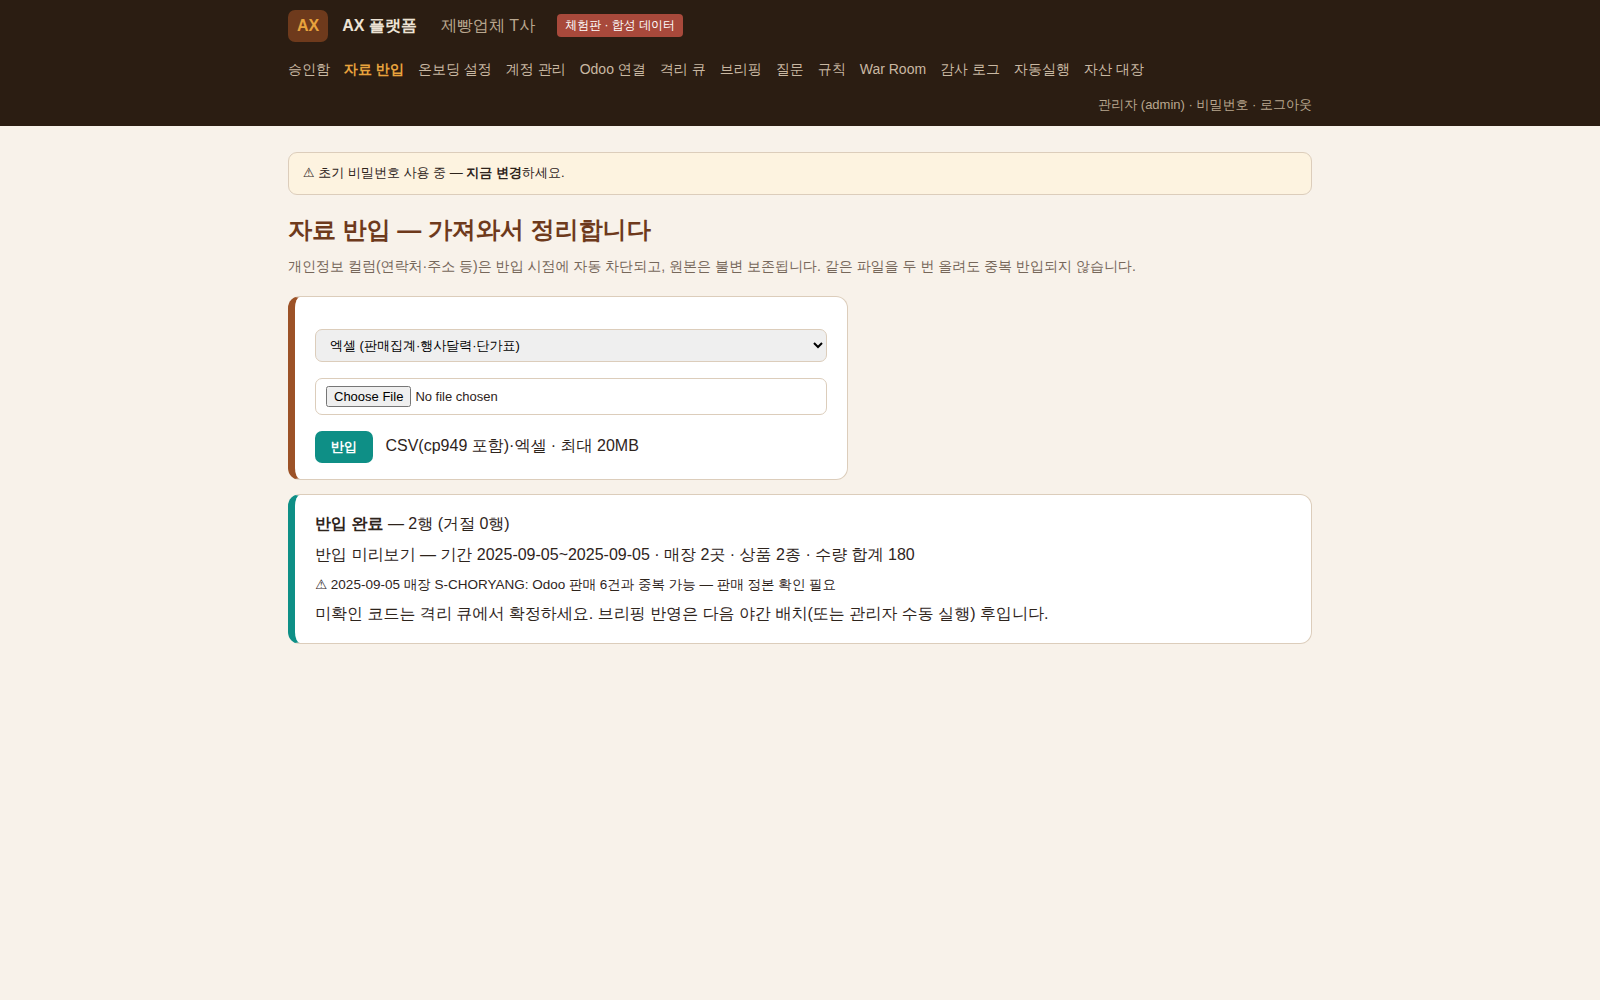 AX AX 플랫폼 제빵업체 T사 체험판 · 합성 데이터
승인함 자료 반입 온보딩 설정 계정 관리 Odoo 연결 격리 큐 브리핑 질문 규칙 War Room 감사 로그 자동실행 자산 대장
관리자 (admin) · 비밀번호 · 로그아웃
⚠ 초기 비밀번호 사용 중 — 지금 변경하세요.
자료 반입 — 가져와서 정리합니다
개인정보 컬럼(연락처·주소 등)은 반입 시점에 자동 차단되고, 원본은 불변 보존됩니다. 같은 파일을 두 번 올려도 중복 반입되지 않습니다.
엑셀 (판매집계·행사달력·단가표)
Choose File No file chosen
반입 CSV(cp949 포함)·엑셀 · 최대 20MB
반입 완료 — 2행 (거절 0행)
반입 미리보기 — 기간 2025-09-05~2025-09-05 · 매장 2곳 · 상품 2종 · 수량 합계 180
⚠ 2025-09-05 매장 S-CHORYANG: Odoo 판매 6건과 중복 가능 — 판매 정본 확인 필요
미확인 코드는 격리 큐에서 확정하세요. 브리핑 반영은 다음 야간 배치(또는 관리자 수동 실행) 후입니다.